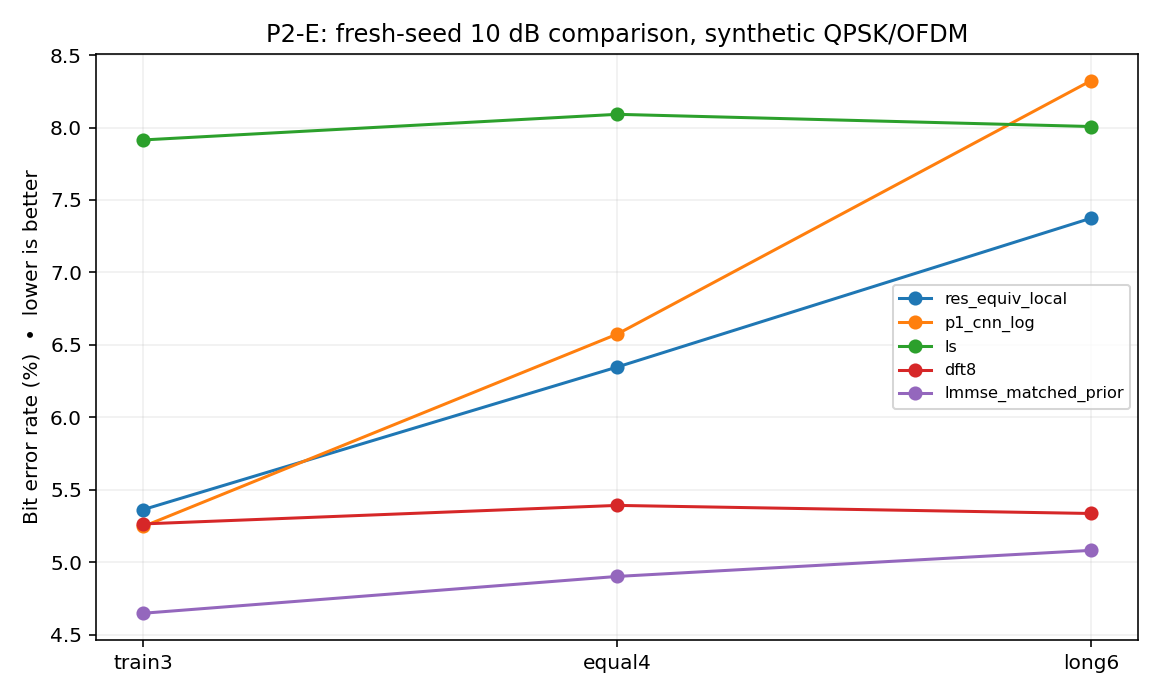 P2-E: fresh-seed 10 dB comparison, synthetic QPSK/OFDM
Bit error rate (%) • lower is better
8.5
8.0
7.5
7.0
6.5
6.0
5.5
5.0
4.5
res_equiv_local
p1_cnn_log
ls
dft8
lmmse_matched_prior
train3
equal4
long6